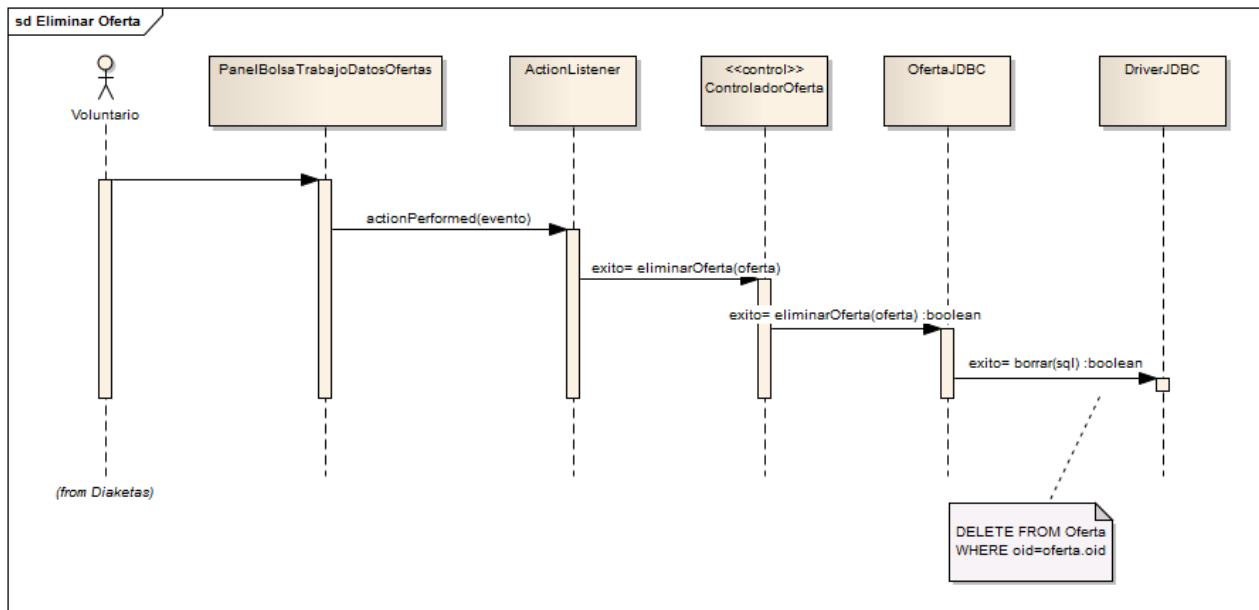 sd Eliminar Oferta
Voluntario
PanelBolsaTrabajoDatosOfertas
ActionListener
<<control>>
ControladorOferta
OfertaJDBC
DriverJDBC
actionPerformed(evento)
exito= eliminarOferta(oferta)
exito= eliminarOferta(oferta) :boolean
exito= borrar(sql) :boolean
(from Diaketas)
DELETE FROM Oferta
WHERE oid=oferta.oid